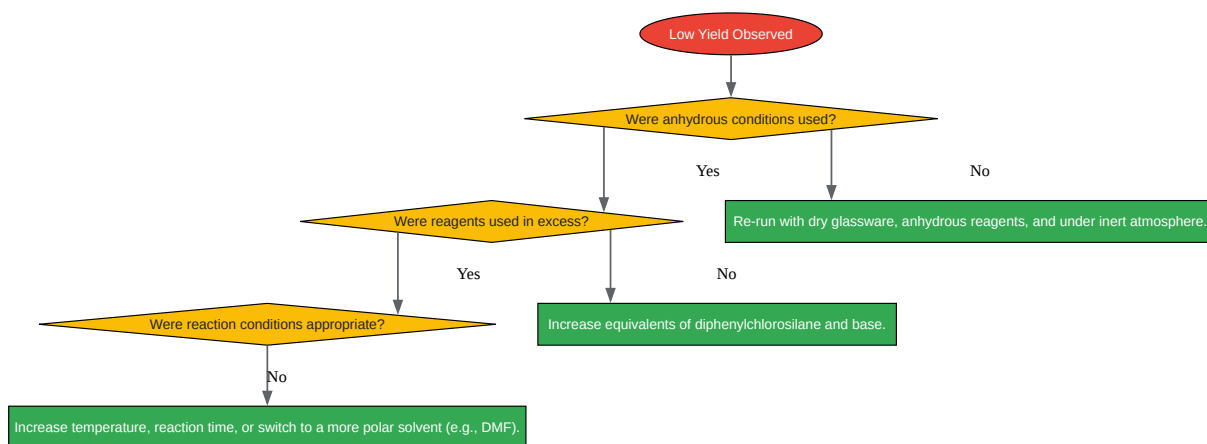 Low Yield Observed
Were anhydrous conditions used?
Yes
No
Were reagents used in excess?
Re-run with dry glassware, anhydrous reagents, and under inert atmosphere.
Yes
No
Were reaction conditions appropriate?
Increase equivalents of diphenylchlorosilane and base.
No
Increase temperature, reaction time, or switch to a more polar solvent (e.g., DMF).